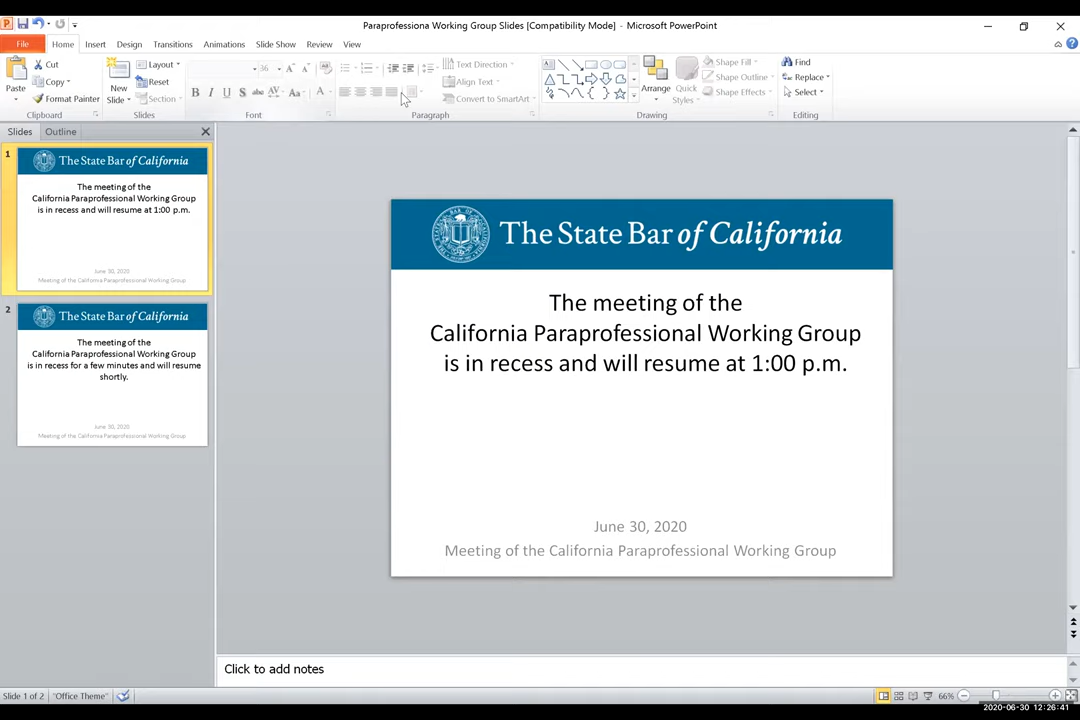 Paraprofessiona Working Group Slides [Compatibility Mode] - Microsoft PowerPoint
File Home Insert Design Transitions Animations Slide Show Review View
Paste
Cut
Copy
Format Painter
Clipboard
New
Slide
Layout
Reset
Section
Slides
36
B I U S abc AV Aa A
Font
Text Direction
Align Text
Convert to SmartArt
Paragraph
Arrange
Quick
Styles
Shape Fill
Shape Outline
Shape Effects
Drawing
Find
Replace
Select
Editing
Slides Outline
1
The State Bar of California
The meeting of the
California Paraprofessional Working Group
is in recess and will resume at 1:00 p.m.
June 30, 2020
Meeting of the California Paraprofessional Working Group
2
The State Bar of California
The meeting of the
California Paraprofessional Working Group
is in recess for a few minutes and will resume
shortly.
June 30, 2020
Meeting of the California Paraprofessional Working Group
The State Bar of California
The meeting of the
California Paraprofessional Working Group
is in recess and will resume at 1:00 p.m.
June 30, 2020
Meeting of the California Paraprofessional Working Group
Click to add notes
Slide 1 of 2 "Office Theme" 66%
2020-06-30 12:26:41